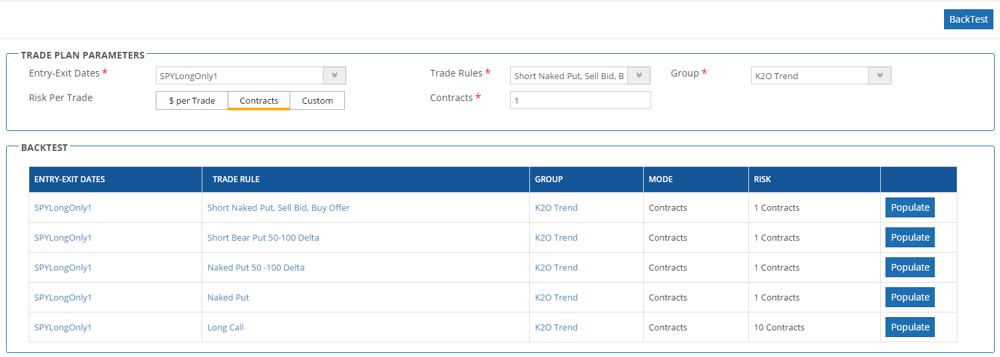 BackTest
TRADE PLAN PARAMETERS
Entry-Exit Dates * SPYLongOnly1 Trade Rules * Short Naked Put, Sell Bid, B Group * K2O Trend
Risk Per Trade $ per Trade Contracts Custom Contracts * 1
BACKTEST
ENTRY-EXIT DATES TRADE RULE GROUP MODE RISK
SPYLongOnly1 Short Naked Put, Sell Bid, Buy Offer K2O Trend Contracts 1 Contracts Populate
SPYLongOnly1 Short Bear Put 50-100 Delta K2O Trend Contracts 1 Contracts Populate
SPYLongOnly1 Naked Put 50 -100 Delta K2O Trend Contracts 1 Contracts Populate
SPYLongOnly1 Naked Put K2O Trend Contracts 1 Contracts Populate
SPYLongOnly1 Long Call K2O Trend Contracts 10 Contracts Populate